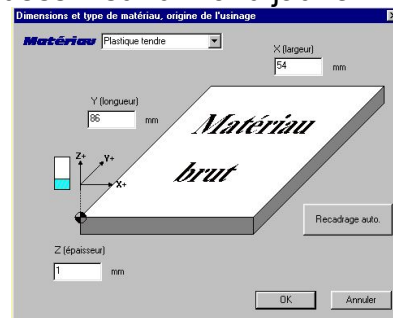 Dimensions et type de matériau, origine de l'usinage
Matériau
Plastique tendre
X (largeur)
54 mm
Y (longueur)
86 mm
Matériau
brut
Z+
Y+
X+
Recadrage auto.
Z (épaisseur)
1 mm
OK
Annuler